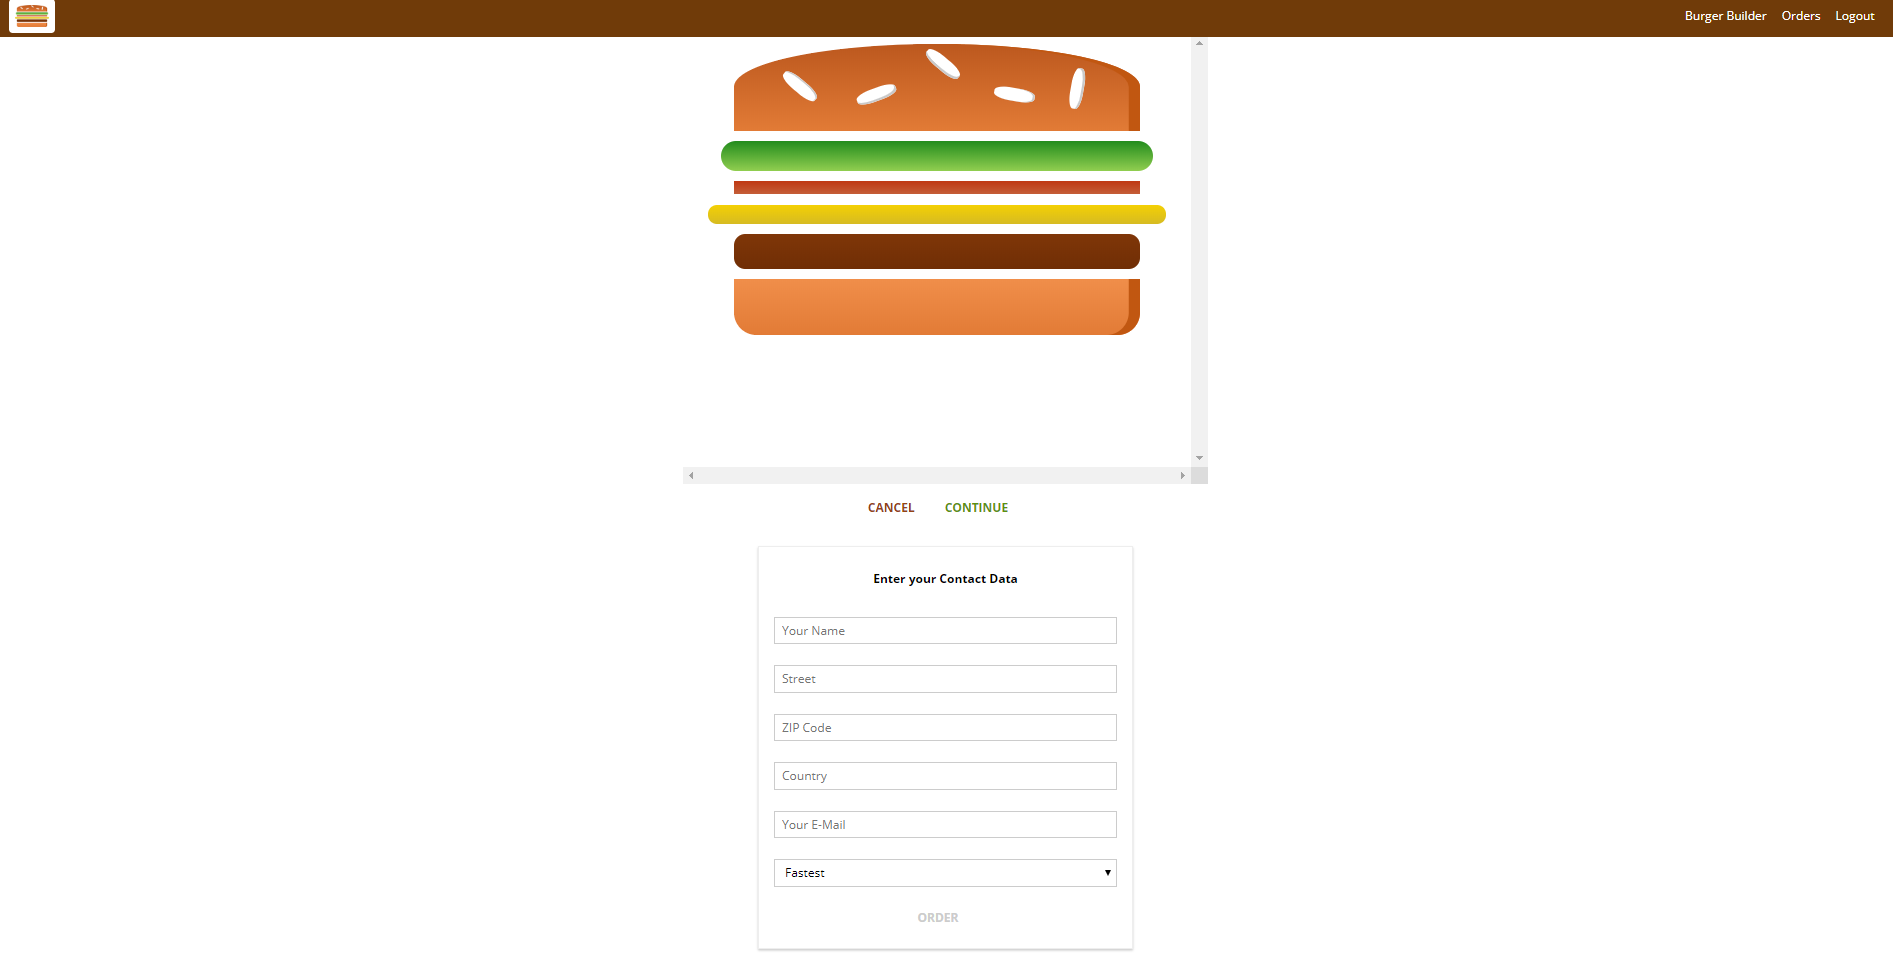 Burger Builder Orders Logout
CANCEL CONTINUE
Enter your Contact Data
Your Name
Street
ZIP Code
Country
Your E-Mail
Fastest
ORDER